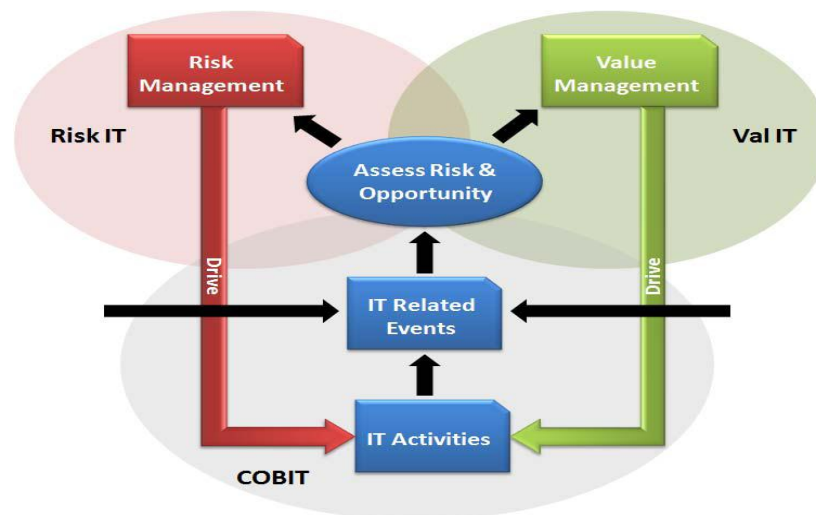 Risk
Management
Value
Management
Risk IT
Val IT
Assess Risk &
Opportunity
Drive
Drive
IT Related
Events
IT Activities
COBIT